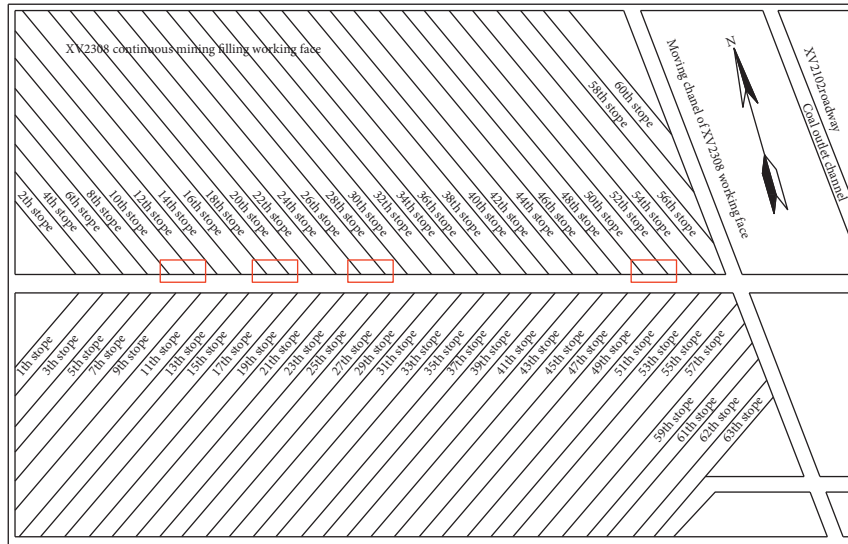 XV2308 continuous mining filling working face
2th stope
4th stope
6th stope
8th stope
10th stope
12th stope
14th stope
16th stope
18th stope
20th stope
22th stope
24th stope
26th stope
28th stope
30th stope
32th stope
34th stope
36th stope
38th stope
40th stope
42th stope
44th stope
46th stope
48th stope
50th stope
52th stope
54th stope
56th stope
58th stope
60th stope
Moving chanel of XV2308 working face
N
XV2102roadway
Coal outlet channel
1th stope
3th stope
5th stope
7th stope
9th stope
11th stope
13th stope
15th stope
17th stope
19th stope
21th stope
23th stope
25th stope
27th stope
29th stope
31th stope
33th stope
35th stope
37th stope
39th stope
41th stope
43th stope
45th stope
47th stope
49th stope
51th stope
53th stope
55th stope
57th stope
59th stope
61th stope
62th stope
63th stope